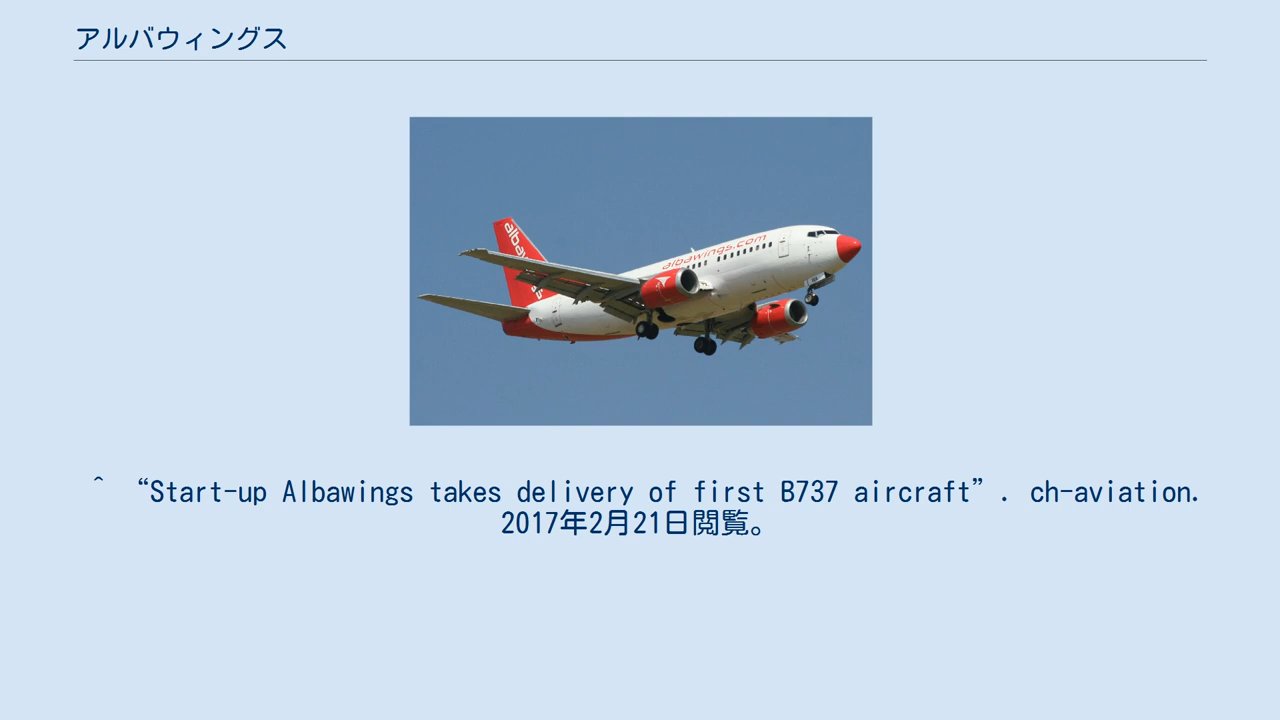 アルバウィングス
albawings.com
^ “Start-up Albawings takes delivery of first B737 aircraft”. ch-aviation.
2017年2月21日閲覧。